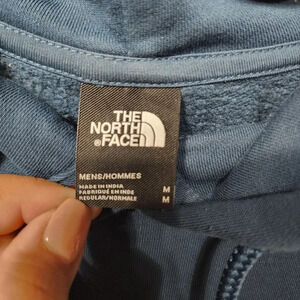 THE
NORTH
®FACE
MENS/HOMMES
MADE IN INDIA
FABRIQUÉ EN INDE M
REGULAR/NORMALE M